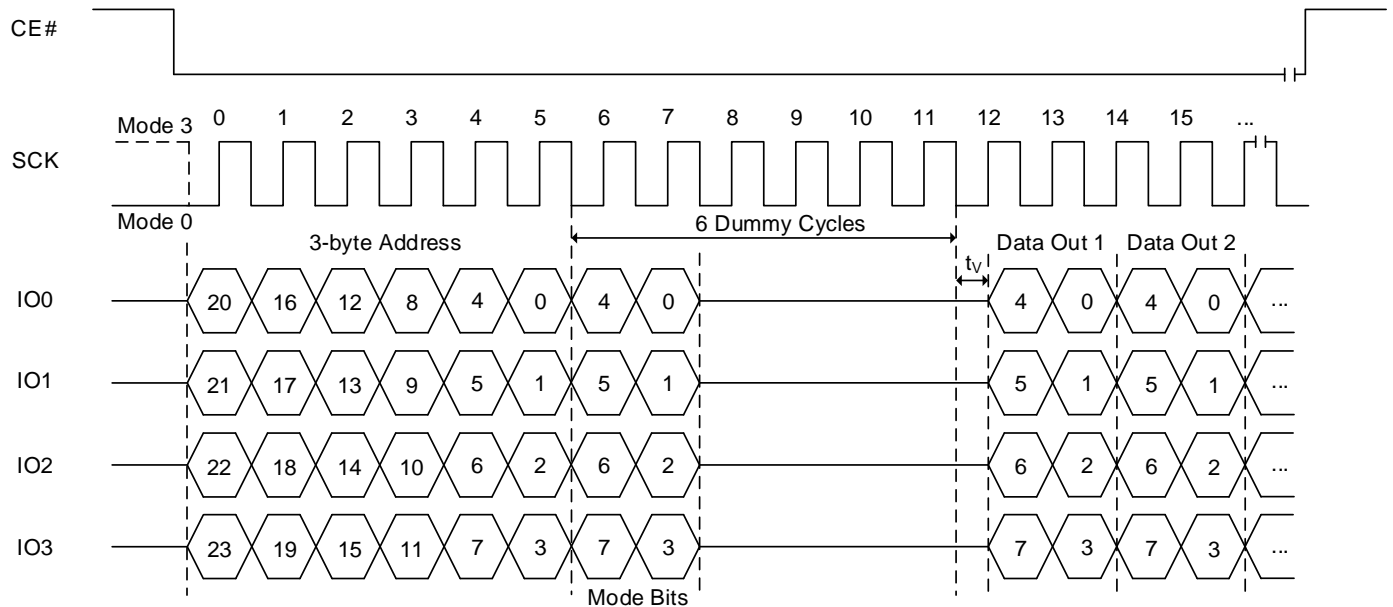 CE#
Mode 3 0 1 2 3 4 5 6 7 8 9 10 11 12 13 14 15 ...
SCK
Mode 0
6 Dummy Cycles
3-byte Address Data Out 1 Data Out 2
tV
IO0 20 16 12 8 4 0 4 0 4 0 4 0 ...
IO1 21 17 13 9 5 1 5 1 5 1 5 1 ...
IO2 22 18 14 10 6 2 6 2 6 2 6 2 ...
IO3 23 19 15 11 7 3 7 3 7 3 7 3 ...
Mode Bits